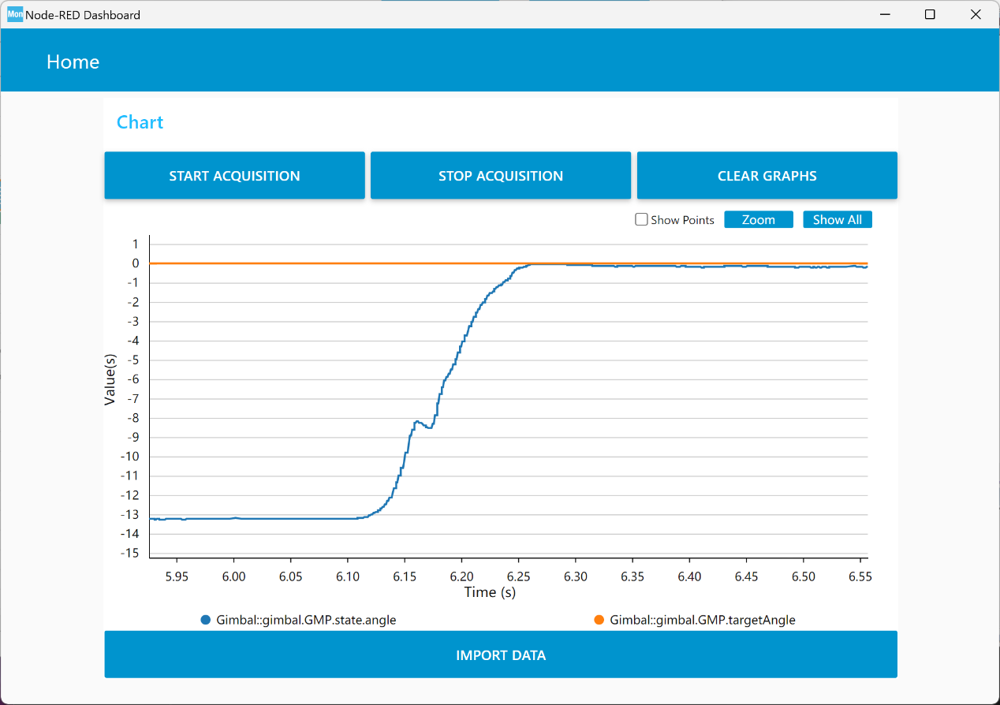 Mon Node-RED Dashboard
Home
Chart
START ACQUISITION STOP ACQUISITION CLEAR GRAPHS
Show Points Zoom Show All
1
0
-1
-2
-3
-4
-5
-6
-7
-8
-9
-10
-11
-12
-13
-14
-15
Value(s)
5.95 6.00 6.05 6.10 6.15 6.20 6.25 6.30 6.35 6.40 6.45 6.50 6.55
Time (s)
Gimbal::gimbal.GMP.state.angle Gimbal::gimbal.GMP.targetAngle
IMPORT DATA